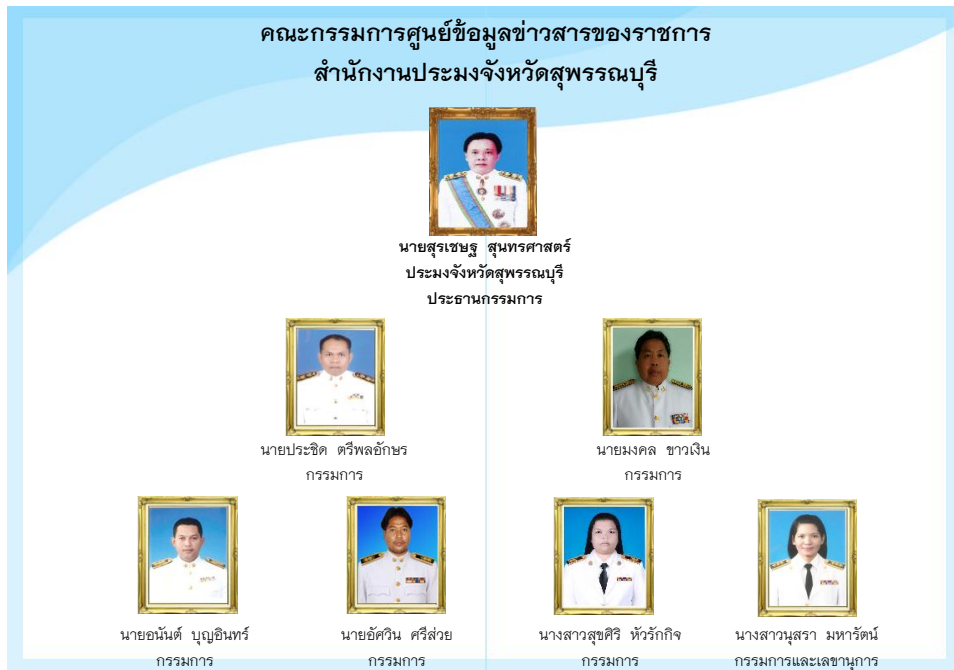 คณะกรรมการศูนย์ข้อมูลข่าวสารของราชการ
สำนักงานประมงจังหวัดสุพรรณบุรี
นายสุรเชษฐ สุนทรศาสตร์
ประมงจังหวัดสุพรรณบุรี
ประธานกรรมการ
นายประชิด ตรีพลอักษร
กรรมการ
นายมงคล ขาวเงิน
กรรมการ
นายอนันต์ บุญอินทร์
กรรมการ
นายอัศวิน ศรีส่วย
กรรมการ
นางสาวสุขศิริ หัวรักกิจ
กรรมการ
นางสาวนุสรา มหารัตน์
กรรมการและเลขานุการ